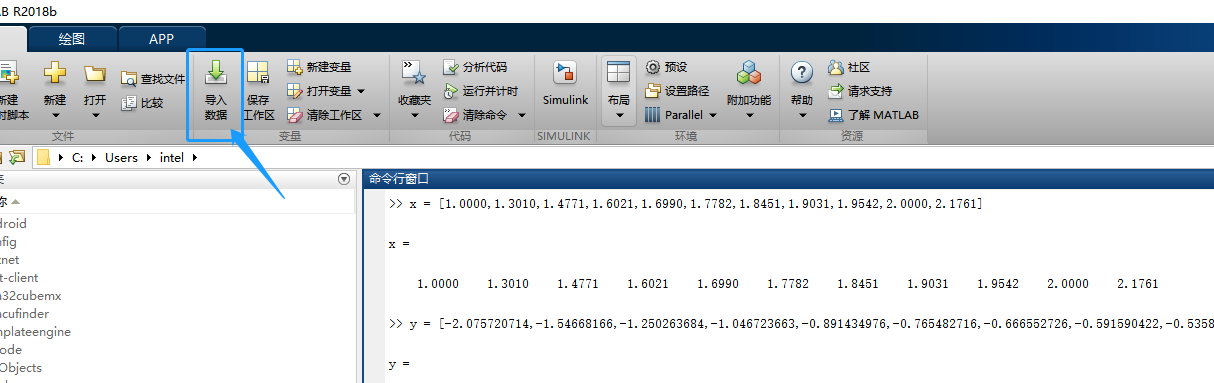 AB R2018b
绘图 APP
新建 打开 查找文件 比较
时脚本
导入
数据
保存
工作区
新建变量
打开变量
清除工作区
收藏夹
分析代码
运行并计时
清除命令
Simulink
布局
预设
设置路径
Parallel
附加功能
帮助
社区
请求支持
了解 MATLAB
文件 变量 代码 SIMULINK 环境 资源
C: Users intel
命令行窗口
droid
nfig
tnet
t-client
n32cubemx
ncufinder
nplateengine
ode
Objects
>> x = [1.0000,1.3010,1.4771,1.6021,1.6990,1.7782,1.8451,1.9031,1.9542,2.0000,2.1761]
x =
1.0000 1.3010 1.4771 1.6021 1.6990 1.7782 1.8451 1.9031 1.9542 2.0000 2.1761
>> y = [-2.075720714,-1.54668166,-1.250263684,-1.046723663,-0.891434976,-0.765482716,-0.666552726,-0.591590422,-0.5358
y =